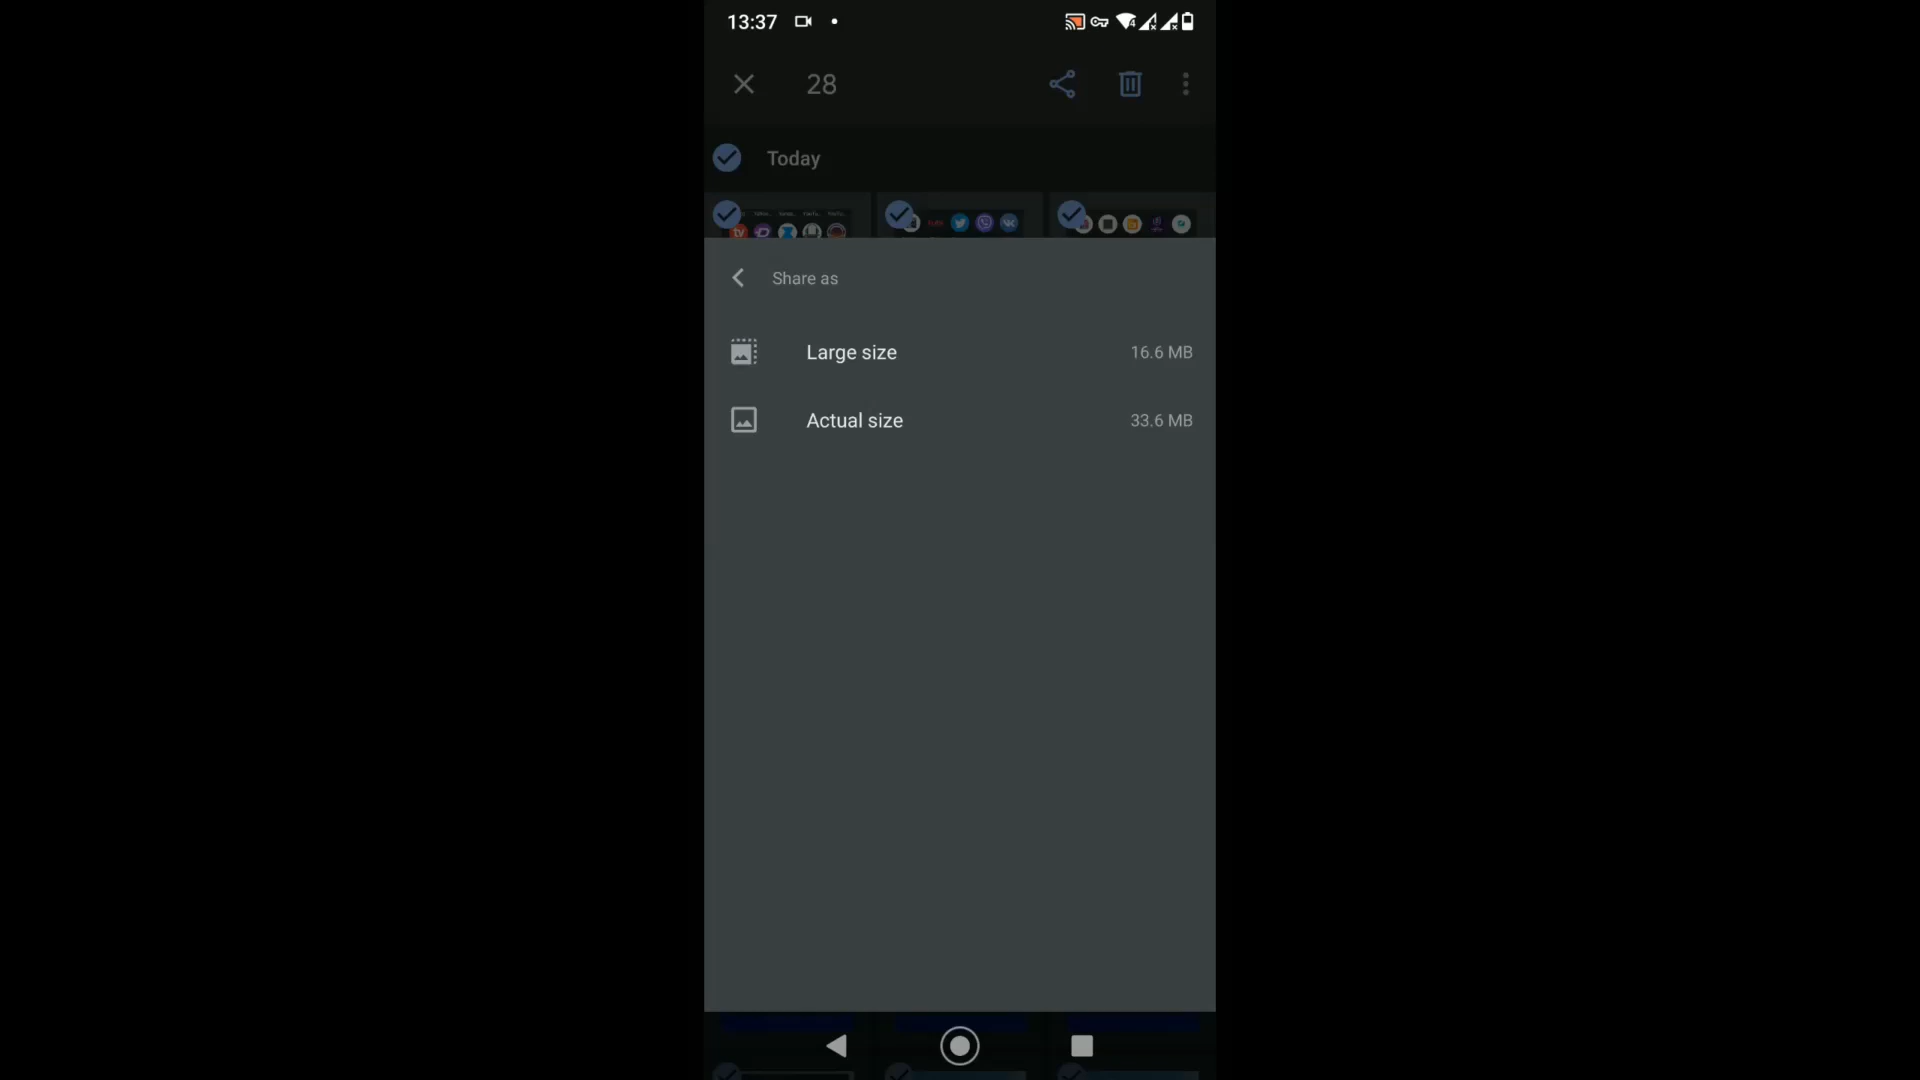 13:37
28
Today
Share as
Large size 16.6 MB
Actual size 33.6 MB